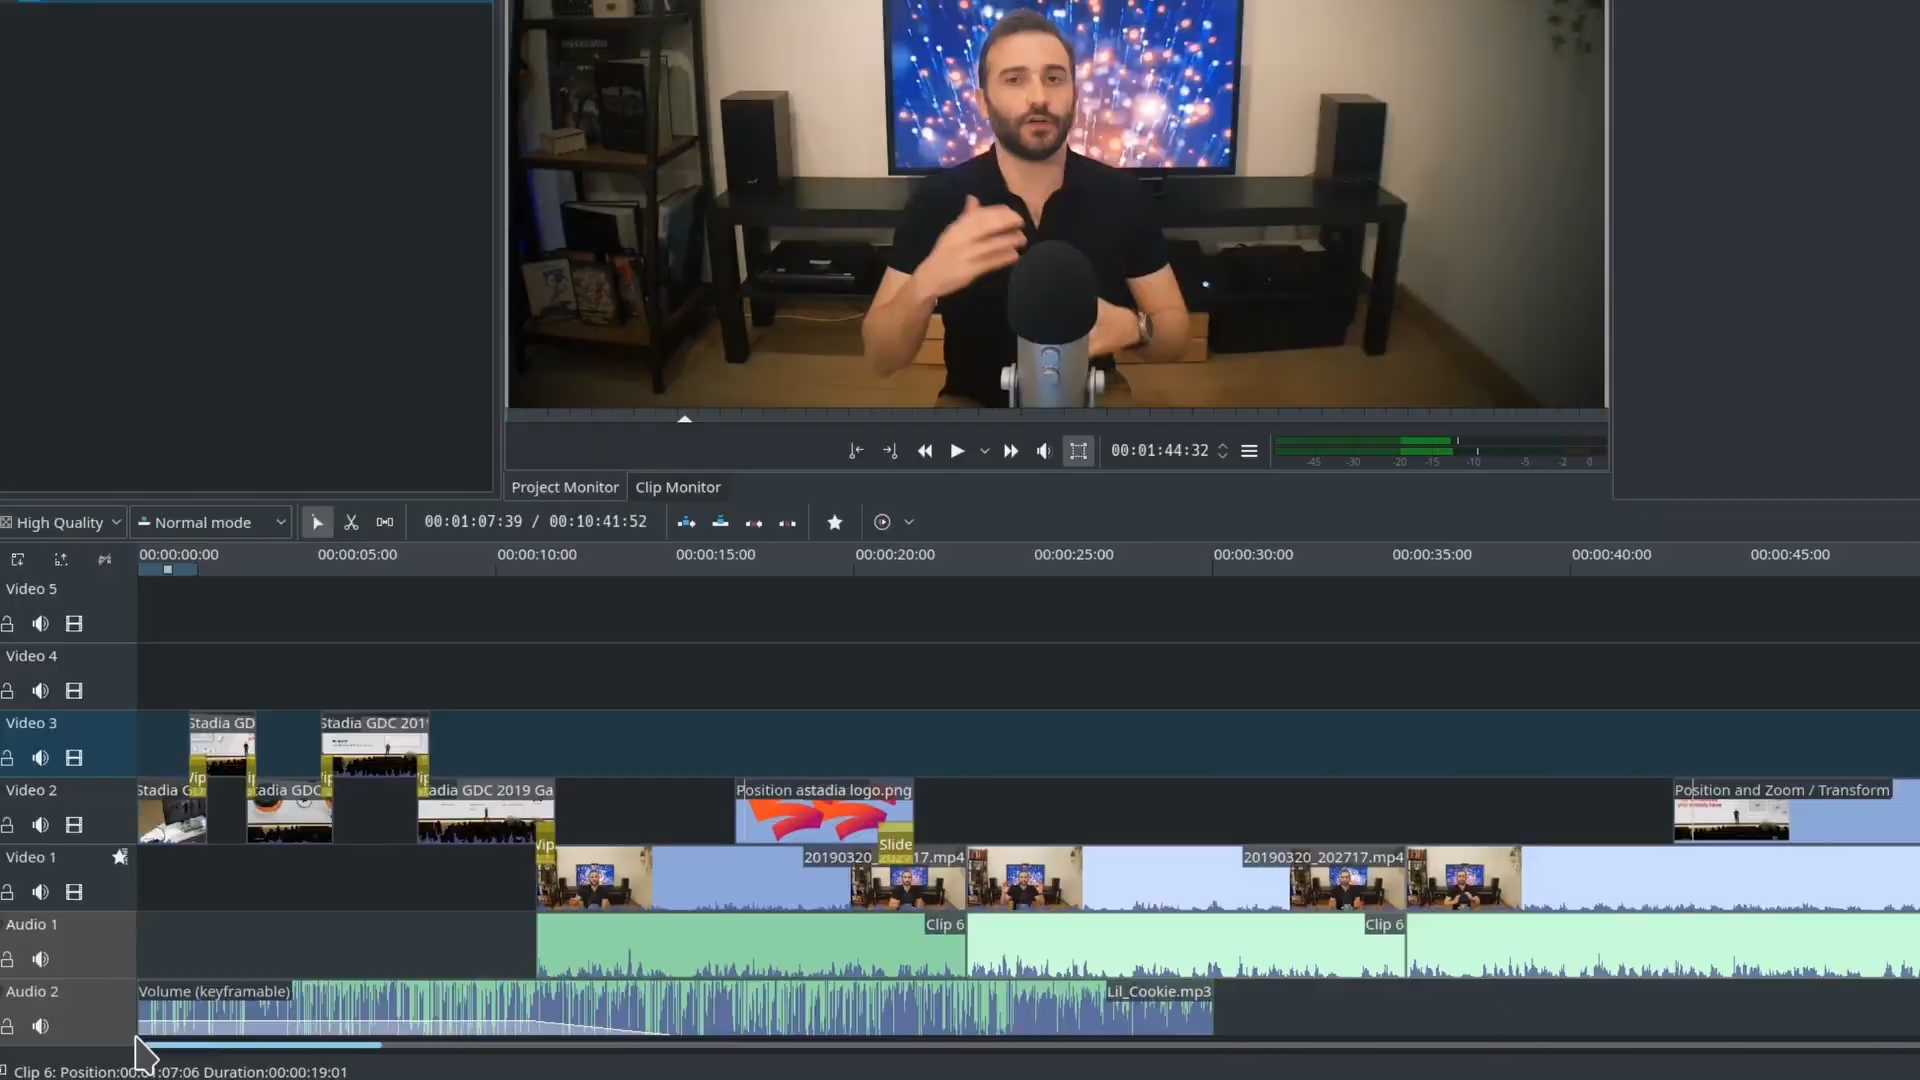 00:01:44:32
-45 -30 -20 -15 -10 -5 -2 0
Project Monitor Clip Monitor
High Quality Normal mode 00:01:07:39 / 00:10:41:52
00:00:00:00 00:00:05:00 00:00:10:00 00:00:15:00 00:00:20:00 00:00:25:00 00:00:30:00 00:00:35:00 00:00:40:00 00:00:45:00
Video 5
Video 4
Video 3 Stadia GD Stadia GDC 201
Video 2 Stadia GD tadia GDC adia GDC 2019 Ga Position a stadia logo.png Position and Zoom / Transform
Slide
Video 1 20190320_202717.mp4 20190320_202717.mp4
Audio 1 Clip 6 Clip 6
Audio 2 Volume (keyframable) Lil_Cookie.mp3
Clip 6: Position:00:01:07:06 Duration:00:00:19:01